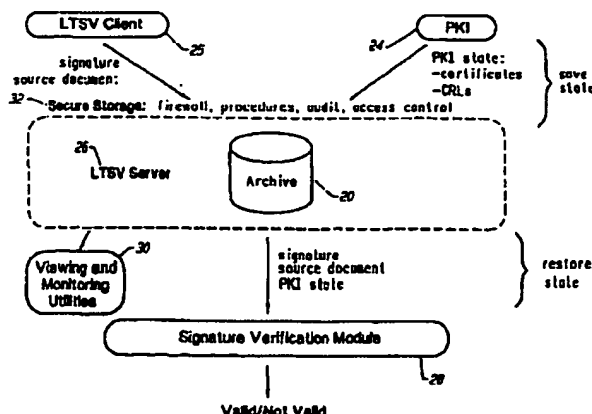 LTSV Client
25
PKI
24
signature
source document:
PKI state:
-certificates
-CRLs
save
state
32
Secure Storage: firewall, procedures, audit, access control
26
LTSV Server
Archive
20
30
Viewing and
Monitoring
Utilities
signature
source document
PKI state
restore
state
Signature Verification Module
28
Valid/Not Valid